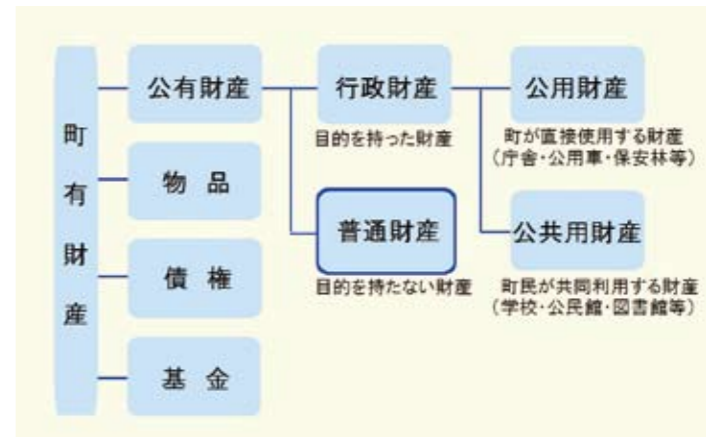 町有財産
公有財産
物品
債権
基金
行政財産
目的を持った財産
普通財産
目的を持たない財産
公用財産
町が直接使用する財産
（庁舎・公用車・保安林等）
公共用財産
町民が共同利用する財産
（学校・公民館・図書館等）